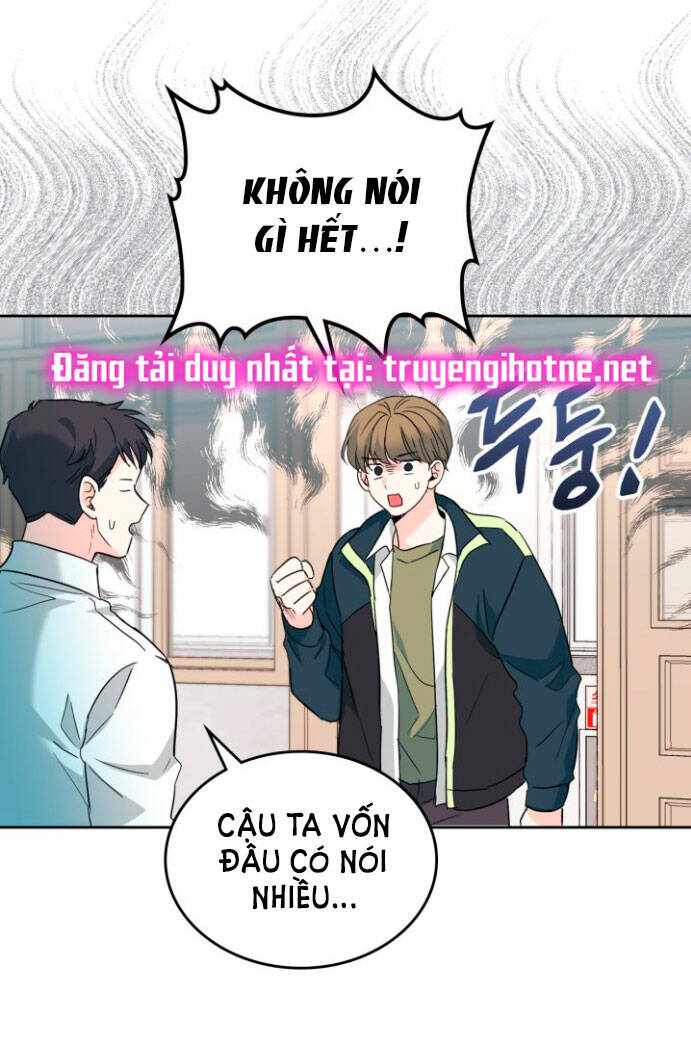 KHÔNG NÓI
GÌ HẾT...!
Đăng tải duy nhất tại: truyengihotne.net
두둥!
CẬU TA VỐN
ĐÂU CÓ NÓI
NHIỀU...